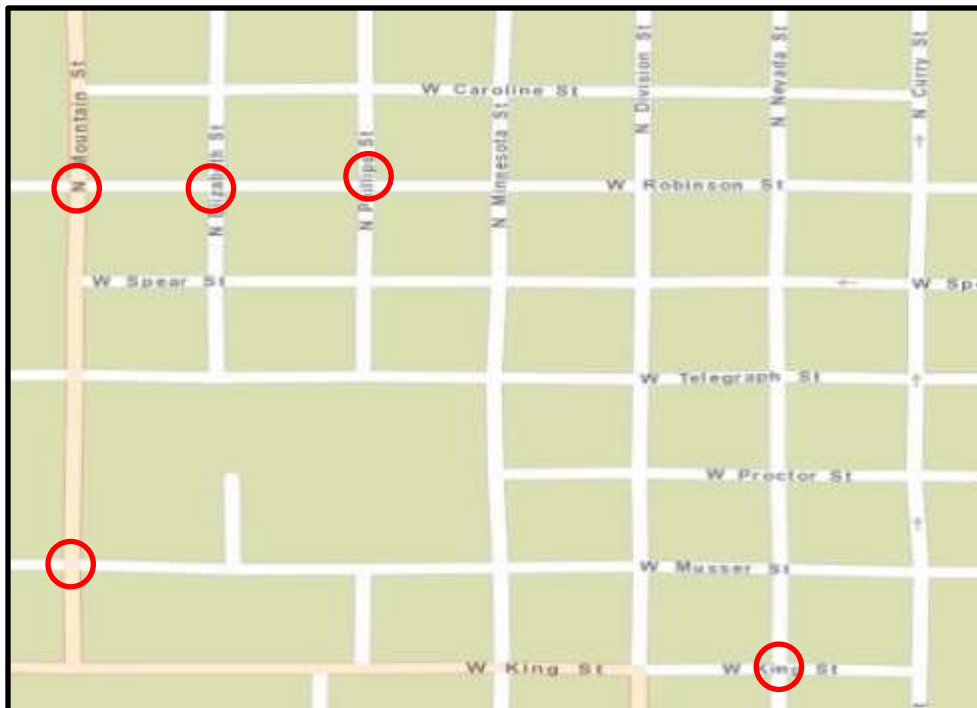 N Mountain St
N Elizabeth St
N Phillips St
N Minnesota St
N Division St
N Nevada St
N Curry St
W Caroline St
W Robinson St
W Spear St
W Sp
W Telegraph St
W Proctor St
W Musser St
W King St
W King St